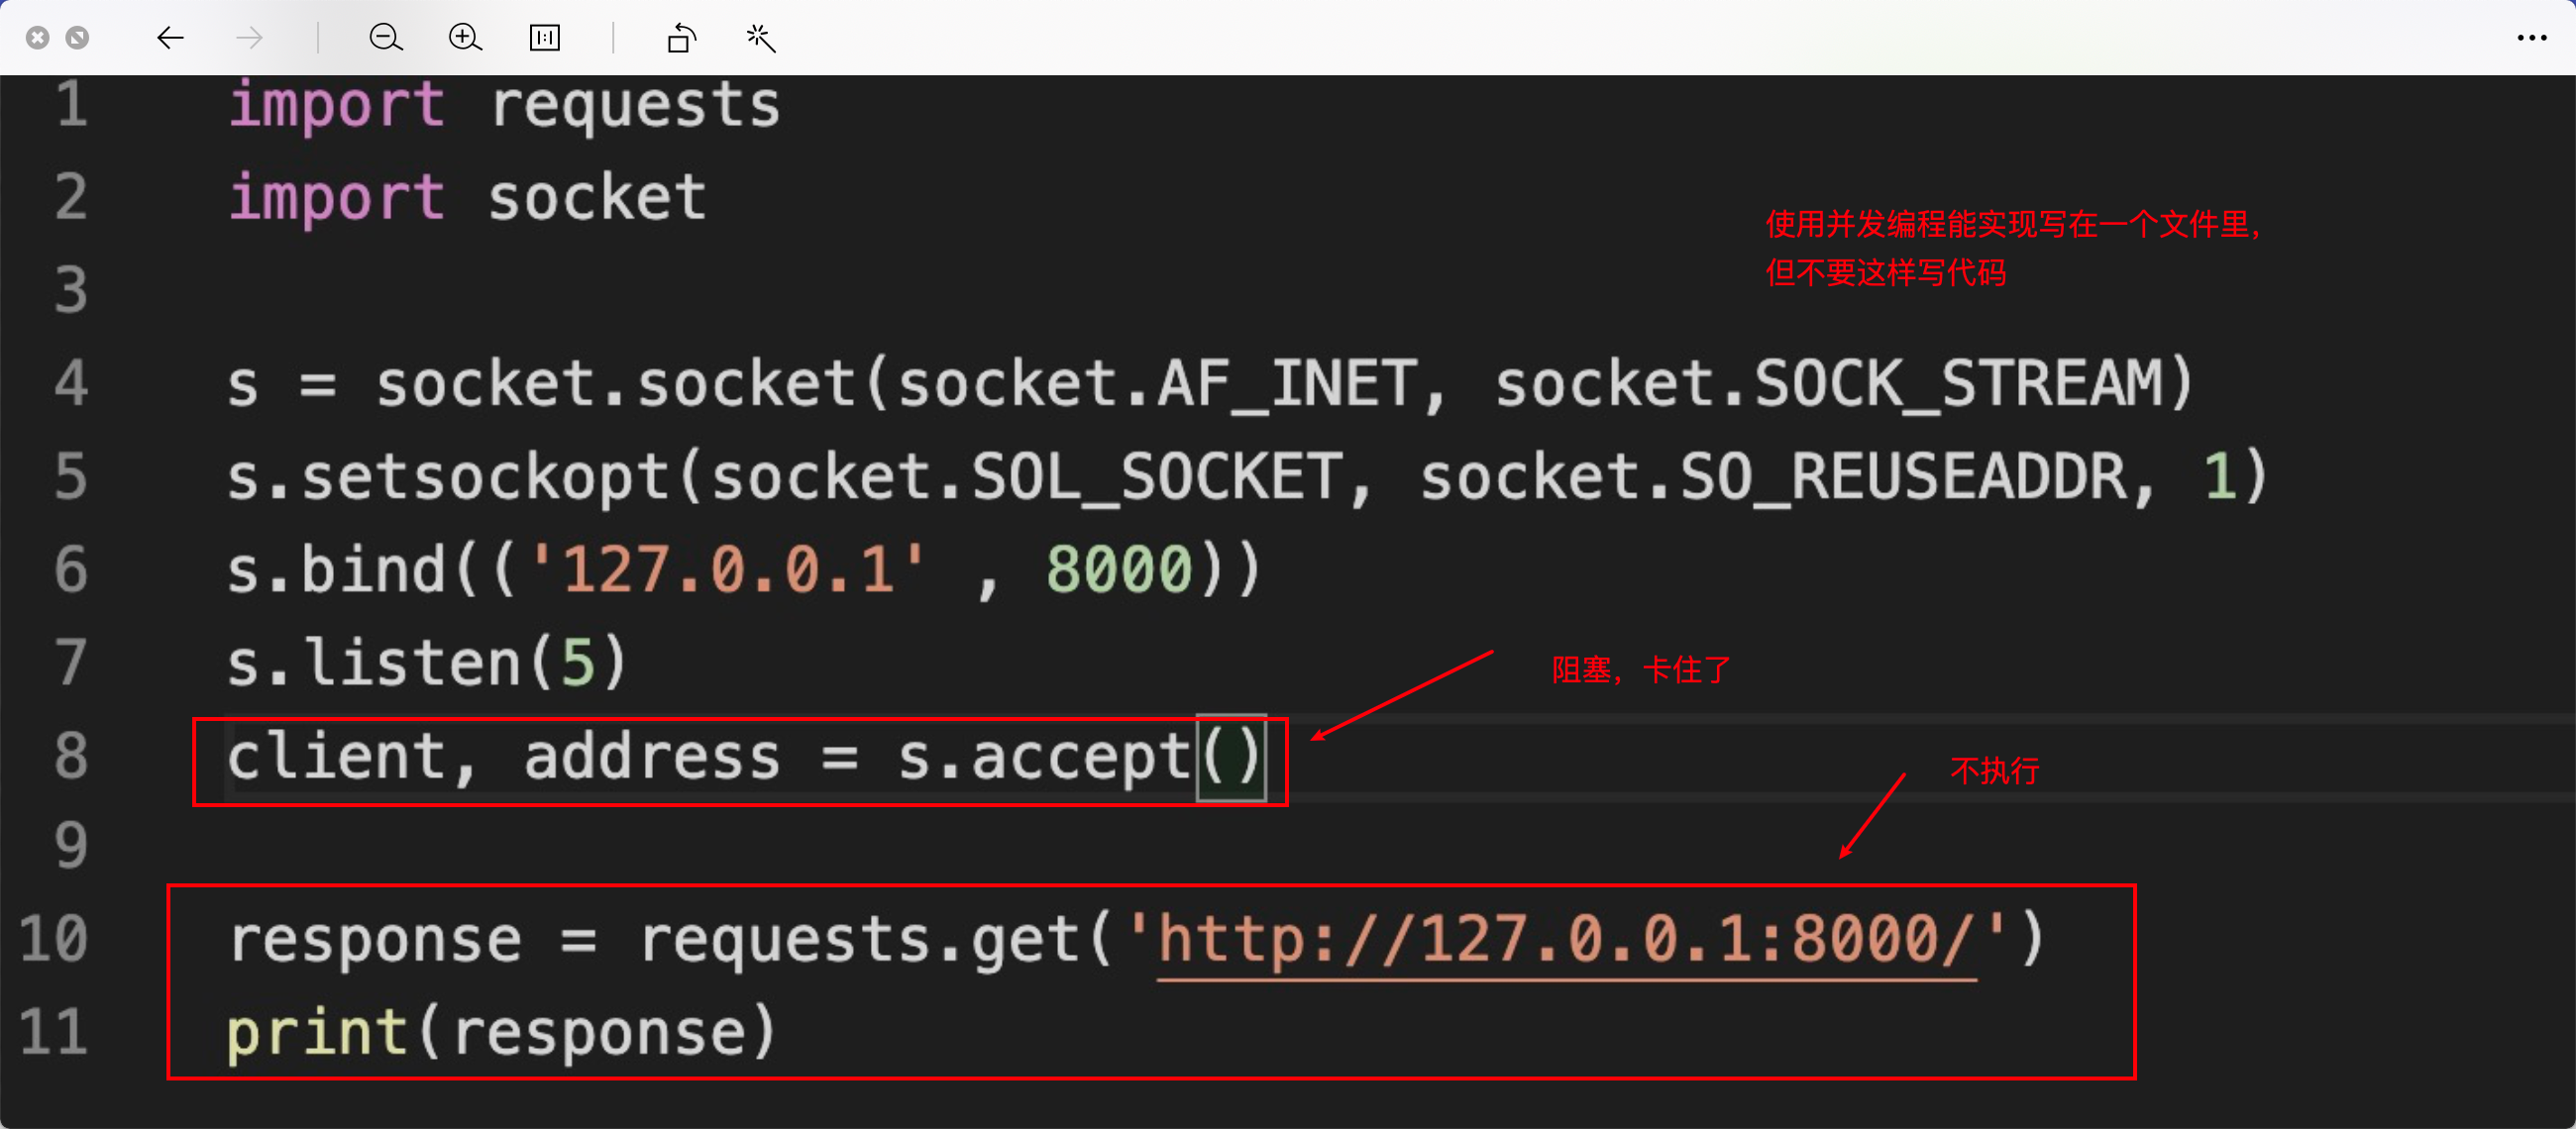 1 import requests
2 import socket
使用并发编程能实现写在一个文件里，
但不要这样写代码
3
4 s = socket.socket(socket.AF_INET, socket.SOCK_STREAM)
5 s.setsockopt(socket.SOL_SOCKET, socket.SO_REUSEADDR, 1)
6 s.bind(('127.0.0.1' , 8000))
7 s.listen(5)
阻塞，卡住了
8 client, address = s.accept()
不执行
9
10 response = requests.get('http://127.0.0.1:8000/')
11 print(response)